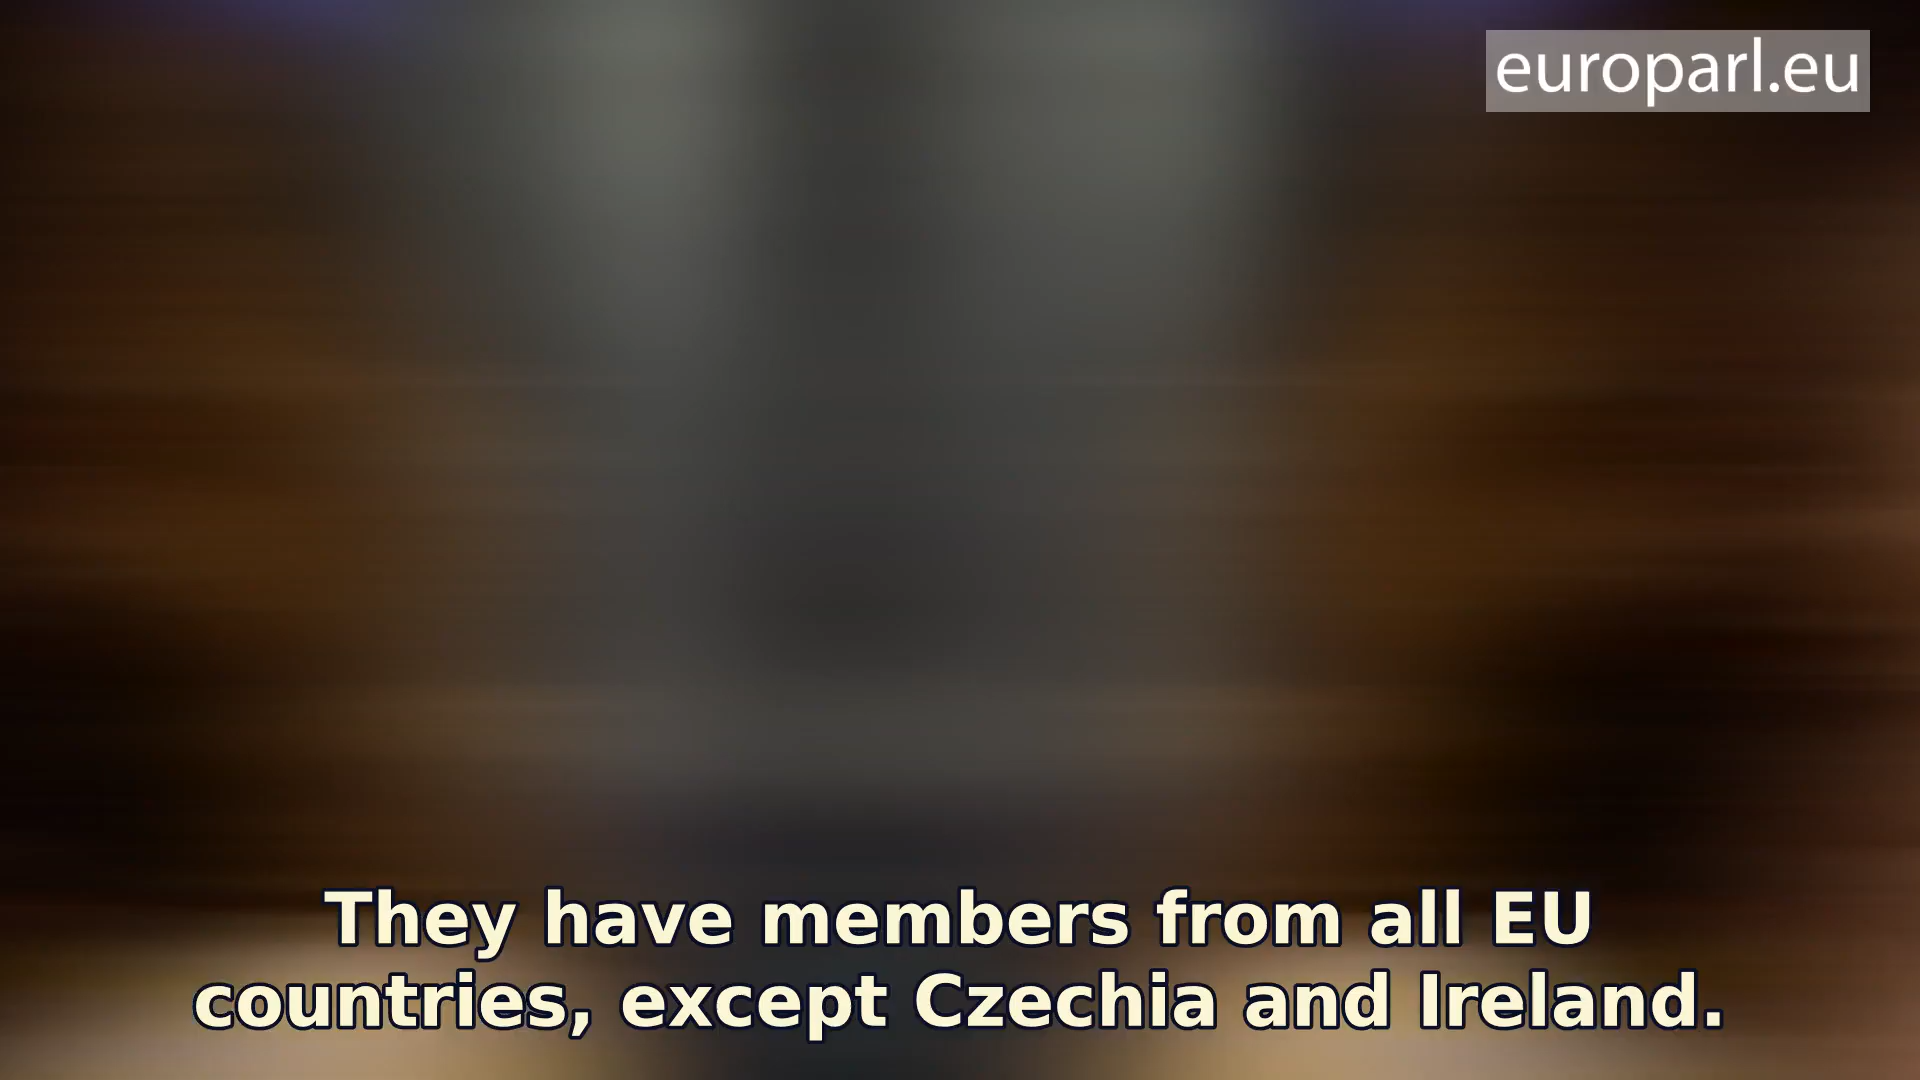 europarl.eu
They have members from all EU
countries, except Czechia and Ireland.